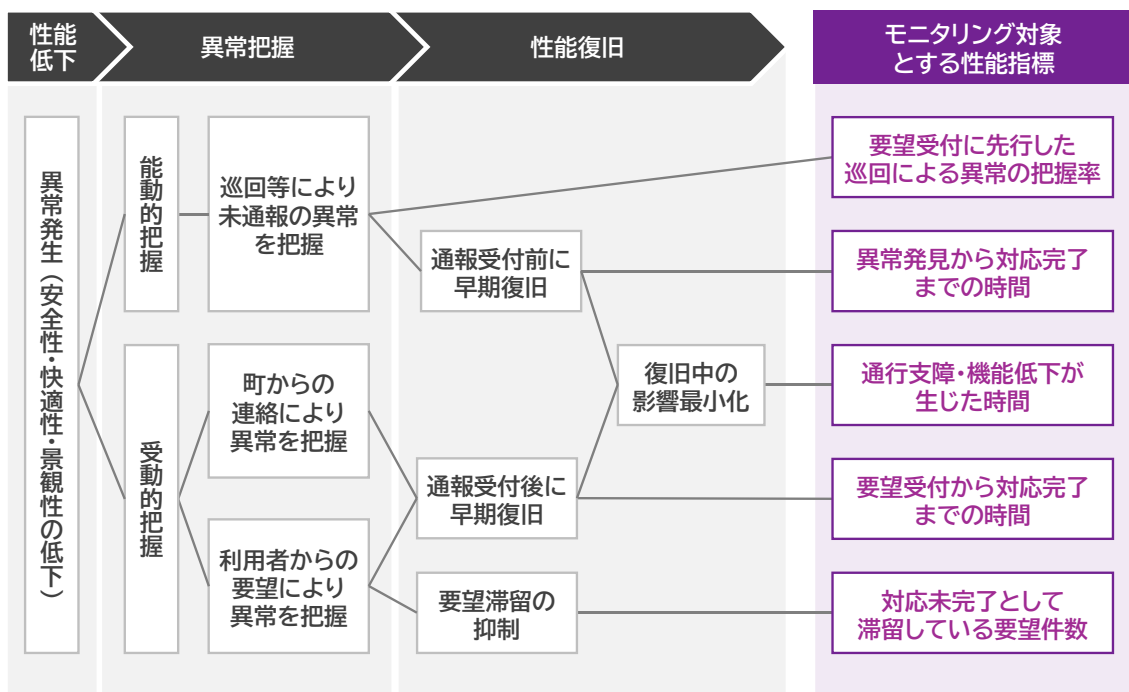 性能
低下
異常把握
性能復旧
モニタリング対象
とする性能指標
異常発生（安全性・快適性・景観性の低下）
能動的把握
巡回等により
未通報の異常
を把握
通報受付前に
早期復旧
受動的把握
町からの
連絡により
異常を把握
利用者からの
要望により
異常を把握
通報受付後に
早期復旧
要望滞留の
抑制
復旧中の
影響最小化
要望受付に先行した
巡回による異常の把握率
異常発見から対応完了
までの時間
通行支障・機能低下が
生じた時間
要望受付から対応完了
までの時間
対応未完了として
滞留している要望件数